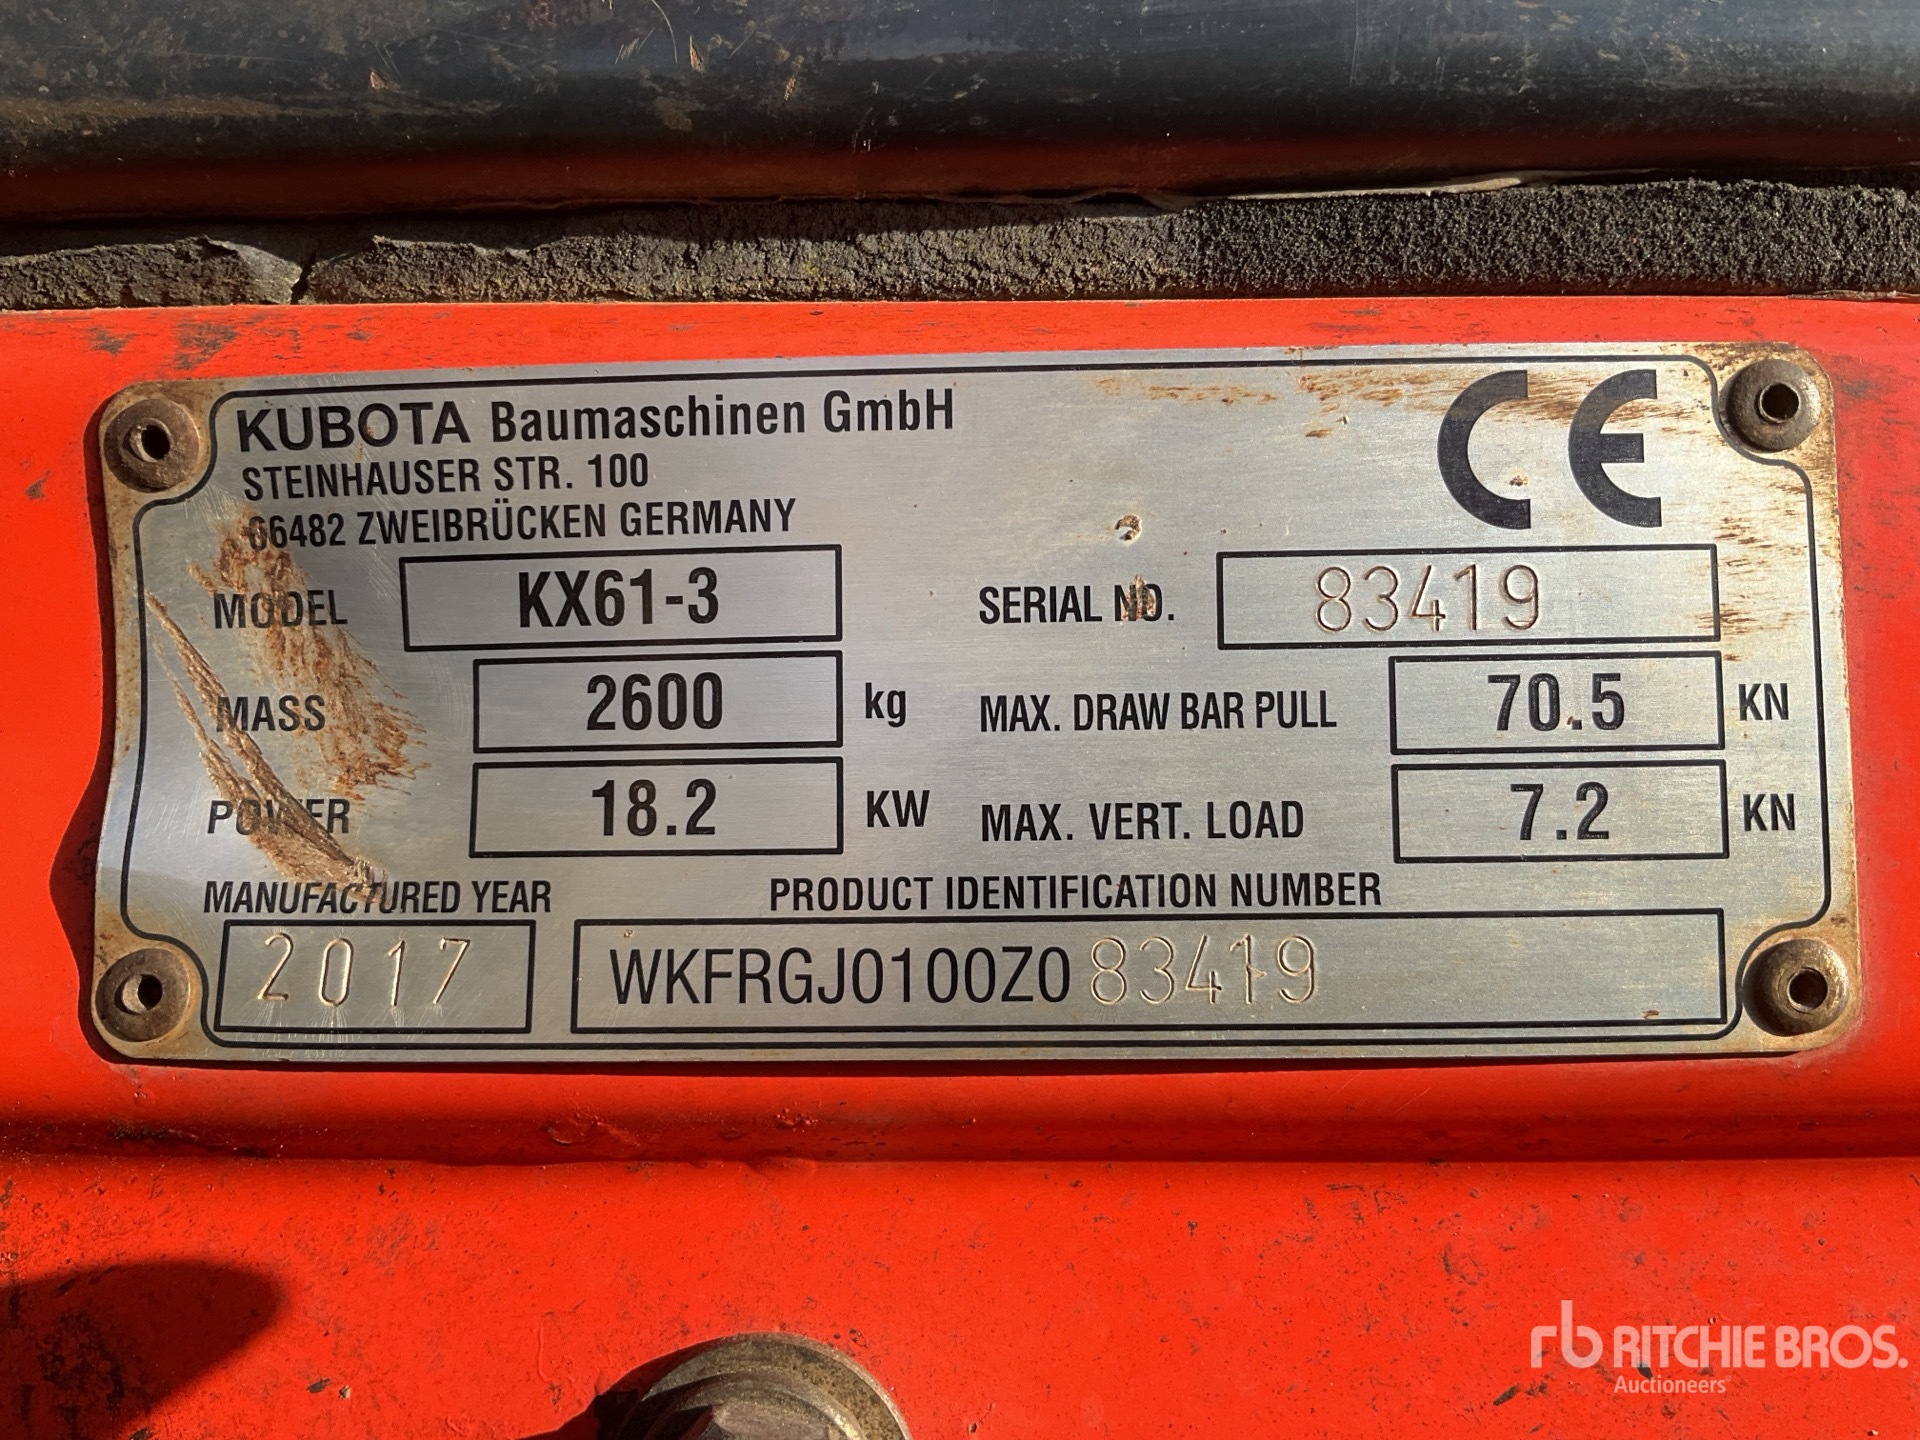 KUBOTA Baumaschinen GmbH
STEINHAUSER STR. 100
66482 ZWEIBRÜCKEN GERMANY
CE
MODEL KX61-3 SERIAL NO. 83419
MASS 2600 kg MAX. DRAW BAR PULL 70.5 KN
POWER 18.2 KW MAX. VERT. LOAD 7.2 KN
MANUFACTURED YEAR PRODUCT IDENTIFICATION NUMBER
2017 WKFRGJ0100Z083419
rb RITCHIE BROS.
Auctioneers